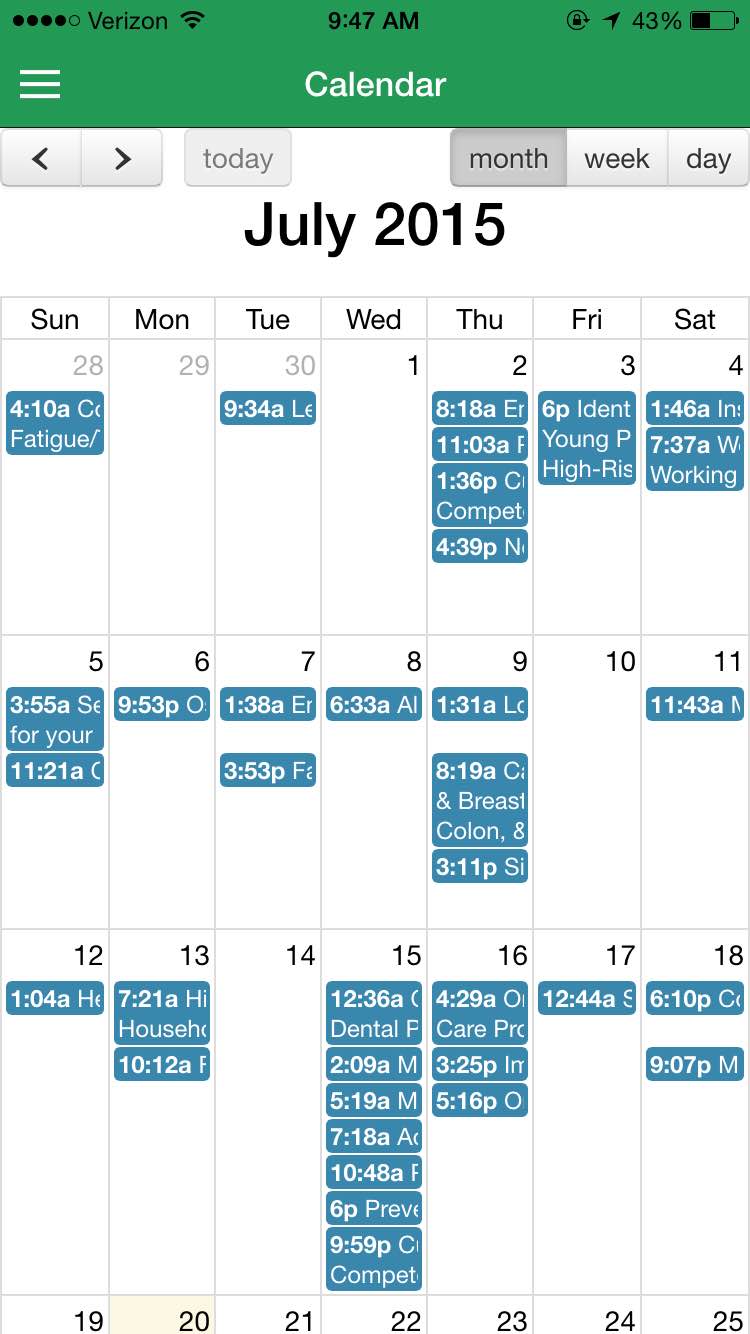 Verizon 9:47 AM 43%
Calendar
today month week day
July 2015
Sun Mon Tue Wed Thu Fri Sat
28 29 30 1 2 3 4
4:10a
Fatigue/
9:34a Le
8:18a Er
11:03a
1:36p
Compet
4:39p
6p Ident
Young P
High-Ris
1:46a In
7:37a
Working
5 6 7 8 9 10 11
3:55a Se
for your
11:21a
9:53p O
1:38a Er
3:53p Fa
6:33a Al
1:31a Lo
8:19a Ca
& Breast
Colon, &
3:11p Si
11:43a
12 13 14 15 16 17 18
1:04a He
7:21a Hi
Househo
10:12a
12:36a
Dental P
2:09a M
5:19a M
7:18a Ac
10:48a
6p Preve
9:59p
Compet
4:29a
Care Pro
3:25p Im
5:16p O
12:44a S
6:10p Co
9:07p M
19 20 21 22 23 24 25